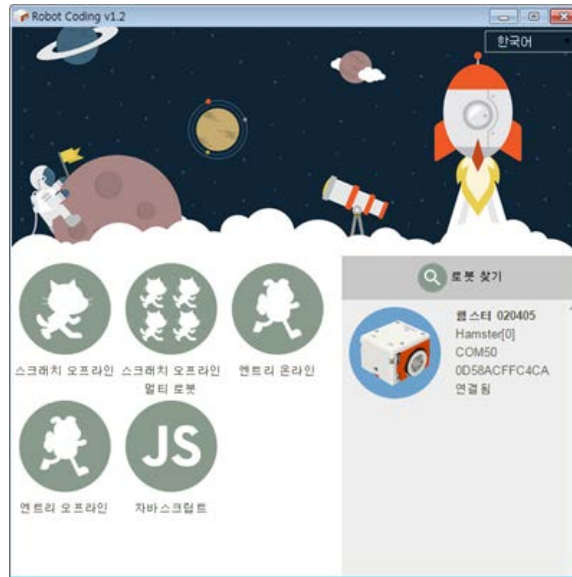 Robot Coding v1.2
한국어
로봇 찾기
햄스터 020405
Hamster[0]
COM50
0D58ACFFC4CA
연결됨
스크래치 오프라인
스크래치 오프라인
멀티 로봇
엔트리 온라인
JS
엔트리 오프라인
자바스크립트